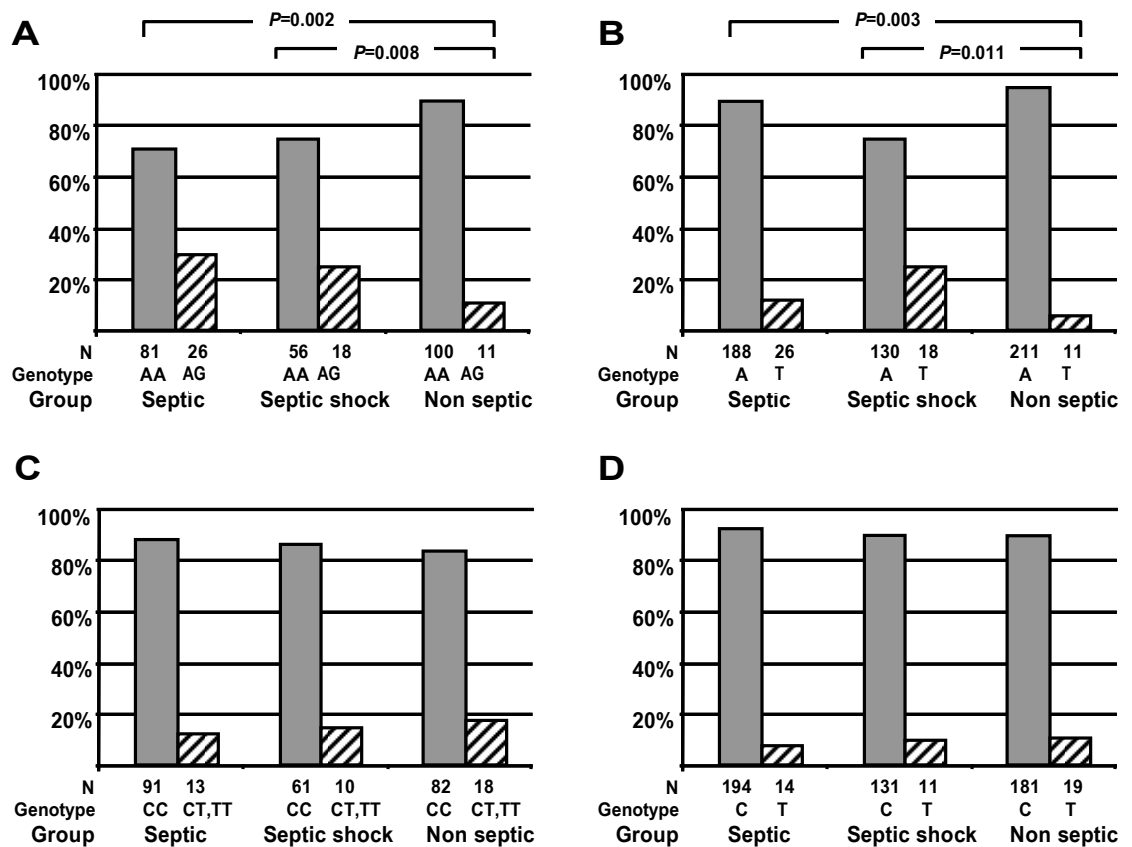 A
P=0.002
P=0.008
100%
80%
60%
40%
20%
N 81 26 56 18 100 11
Genotype AA AG AA AG AA AG
Group Septic Septic shock Non septic
B
P=0.003
P=0.011
100%
80%
60%
40%
20%
N 188 26 130 18 211 11
Genotype A T A T A T
Group Septic Septic shock Non septic
C
100%
80%
60%
40%
20%
N 91 13 61 10 82 18
Genotype CC CT,TT CC CT,TT CC CT,TT
Group Septic Septic shock Non septic
D
100%
80%
60%
40%
20%
N 194 14 131 11 181 19
Genotype C T C T C T
Group Septic Septic shock Non septic